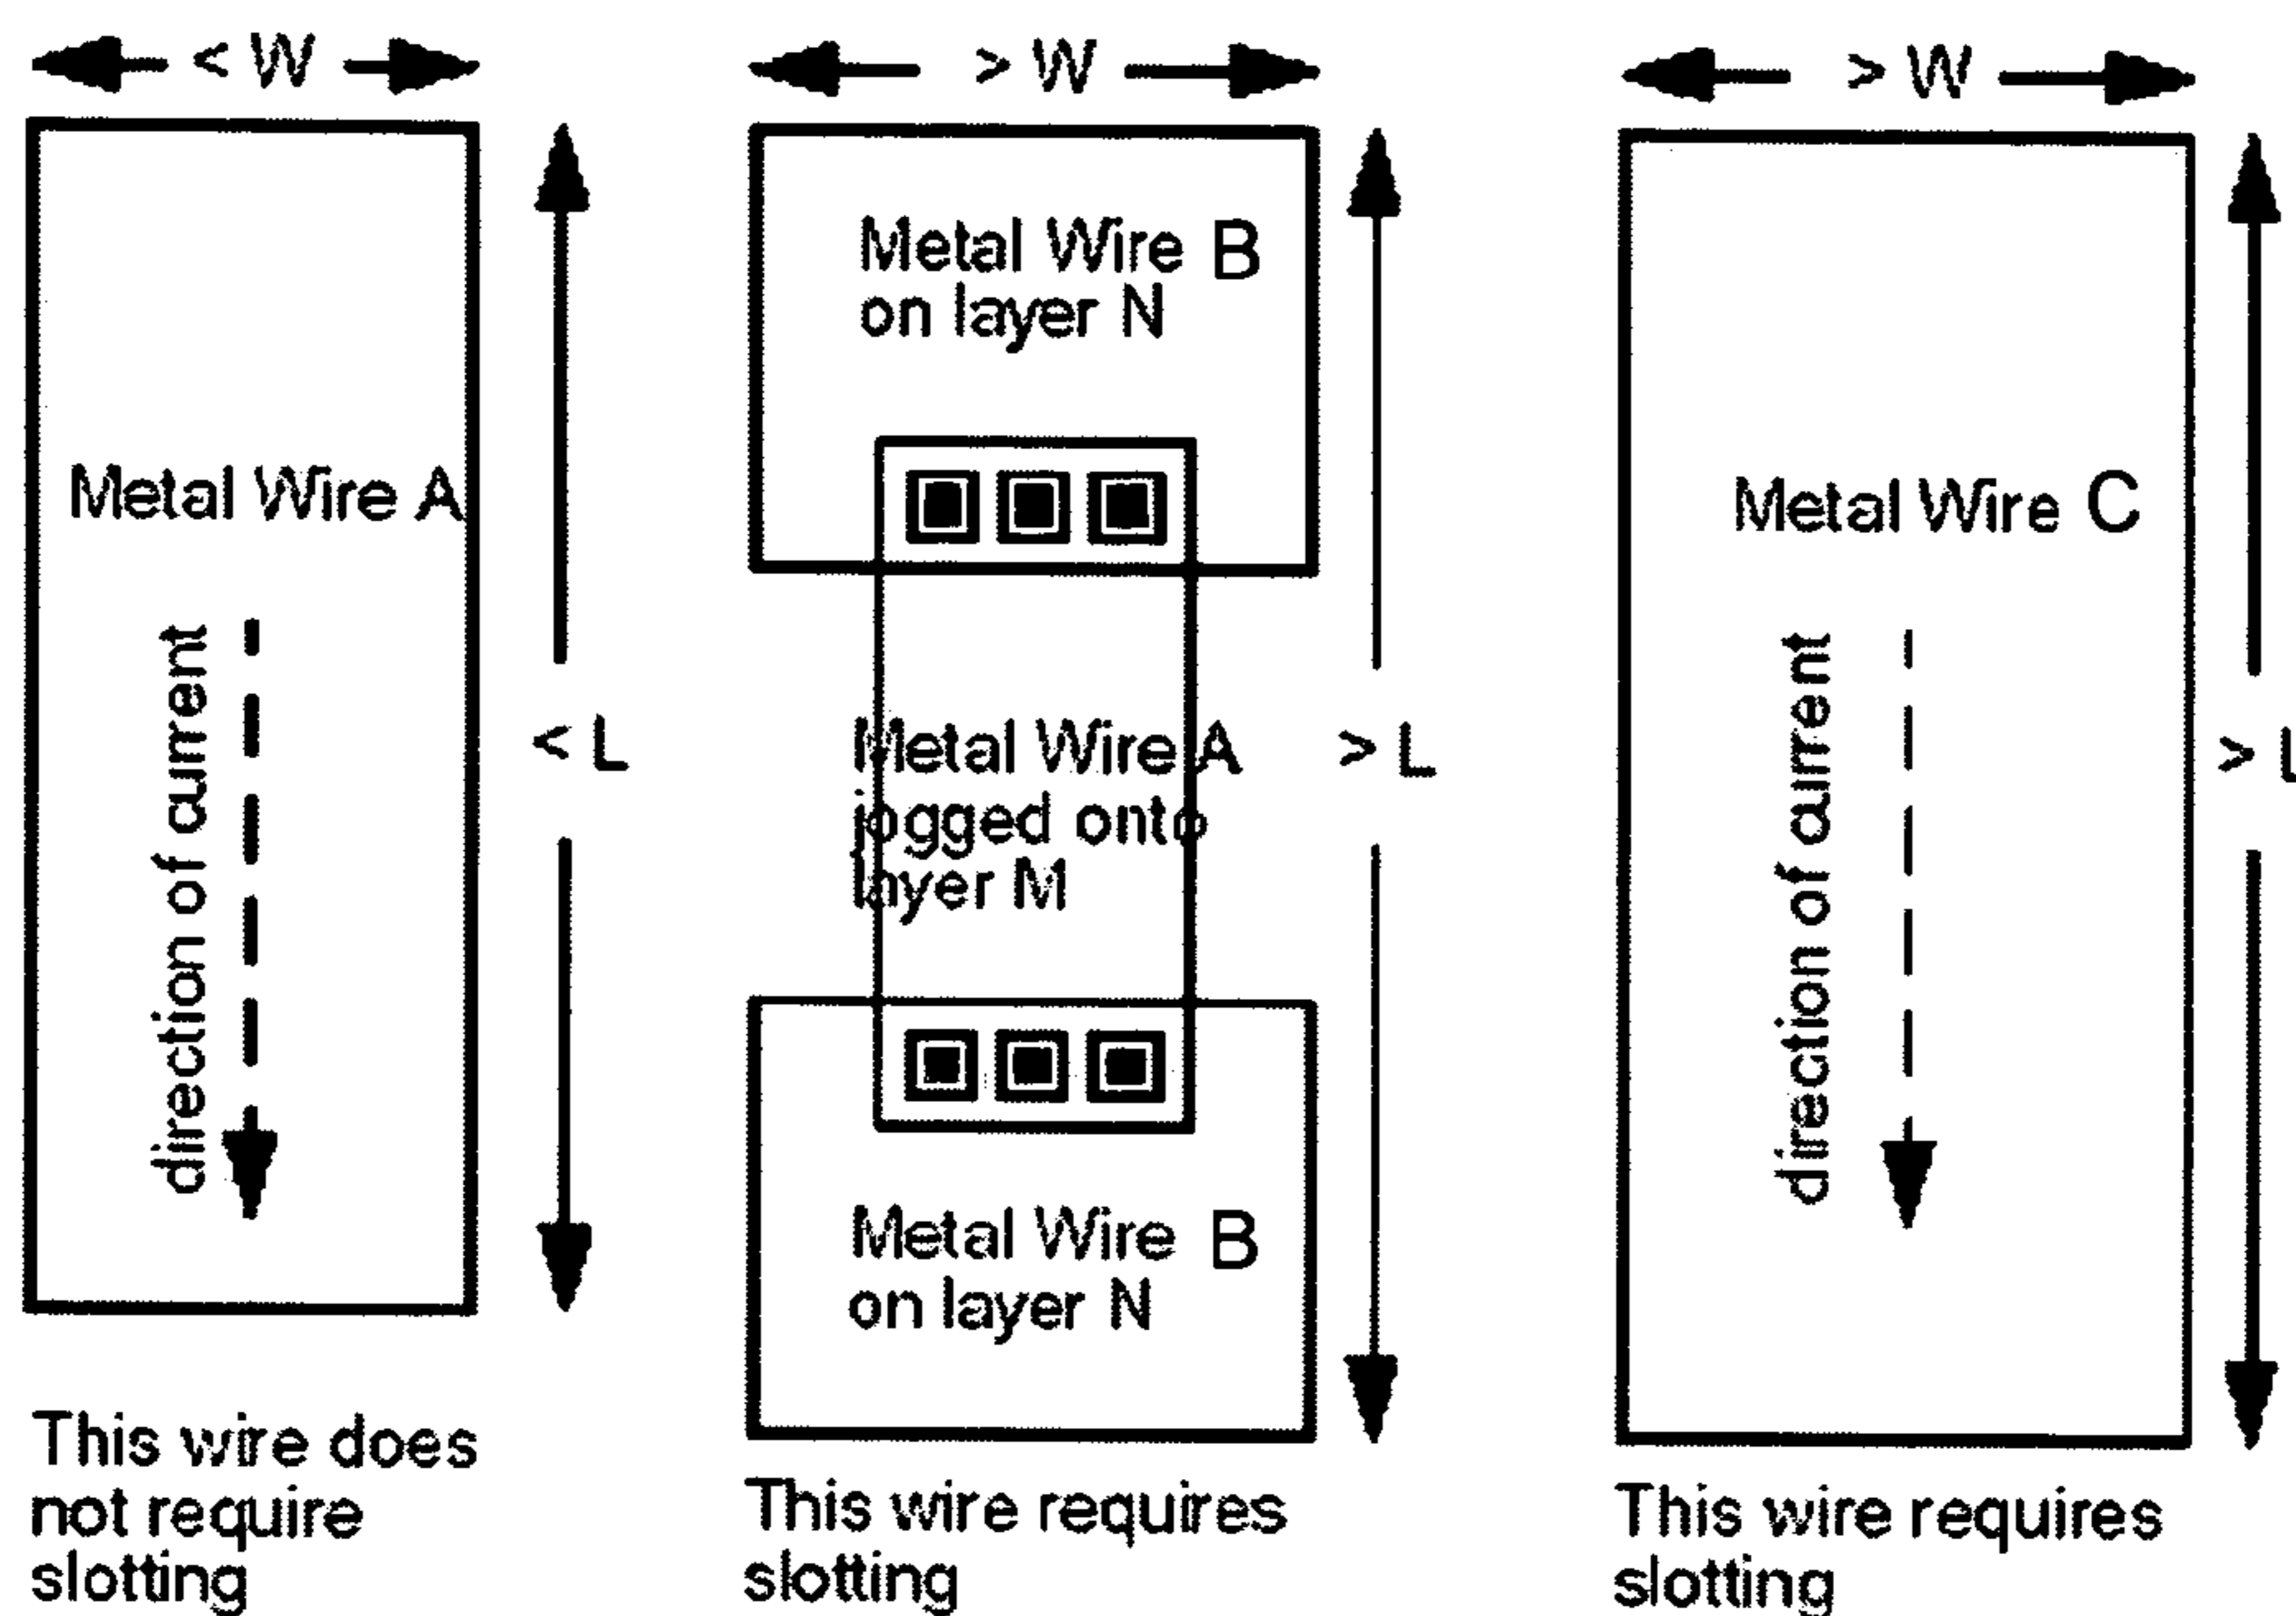 < W
Metal Wire A
direction of current
< L
This wire does
not require
slotting
> W
Metal Wire B
on layer N
Metal Wire A
jogged onto
layer M
> L
Metal Wire B
on layer N
This wire requires
slotting
> W
Metal Wire C
direction of current
> L
This wire requires
slotting